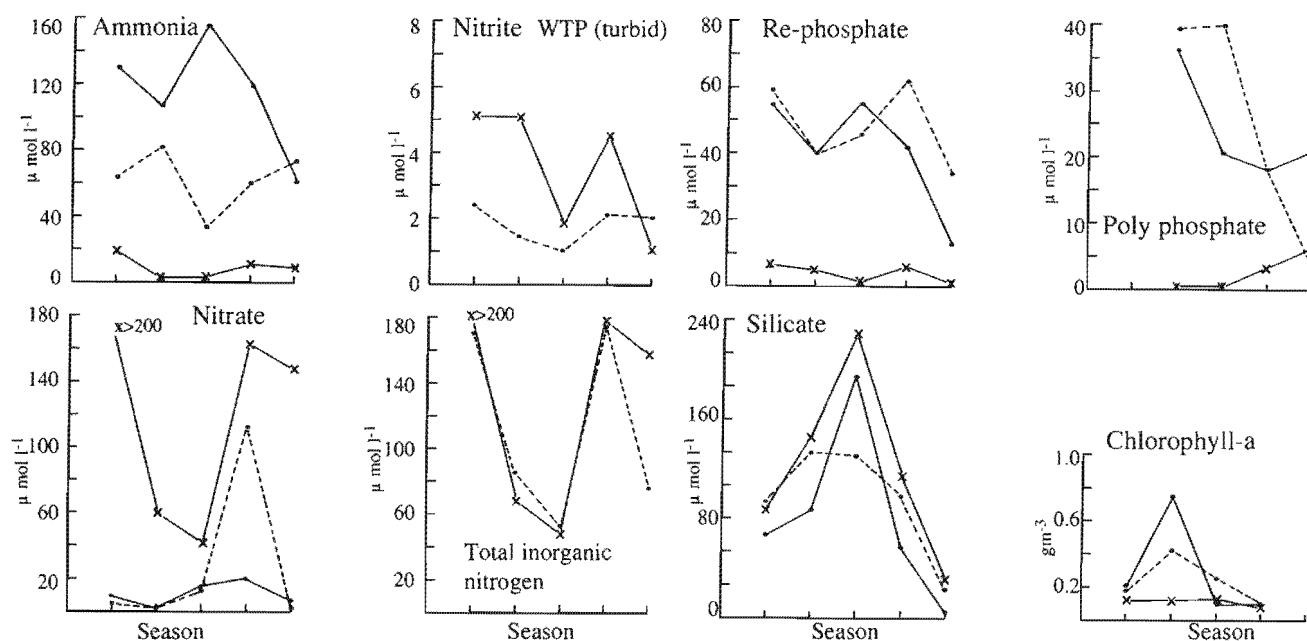 Ammonia
160
120
80
40
0
μ mol l-1
Nitrite WTP (turbid)
8
6
4
2
0
μ mol l-1
Re-phosphate
80
60
40
20
0
μ mol l-1
40
30
20
10
0
μ mol l-1
Poly phosphate
180
140
100
60
20
μ mol l-1
x>200
Nitrate
Season
180
140
180
100
60
20
μ mol l-1
x>200
Total inorganic
nitrogen
240
160
80
0
μ mol l-1
Silicate
Season
Chlorophyll-a
1.0
0.6
0.2
gm-3
Season